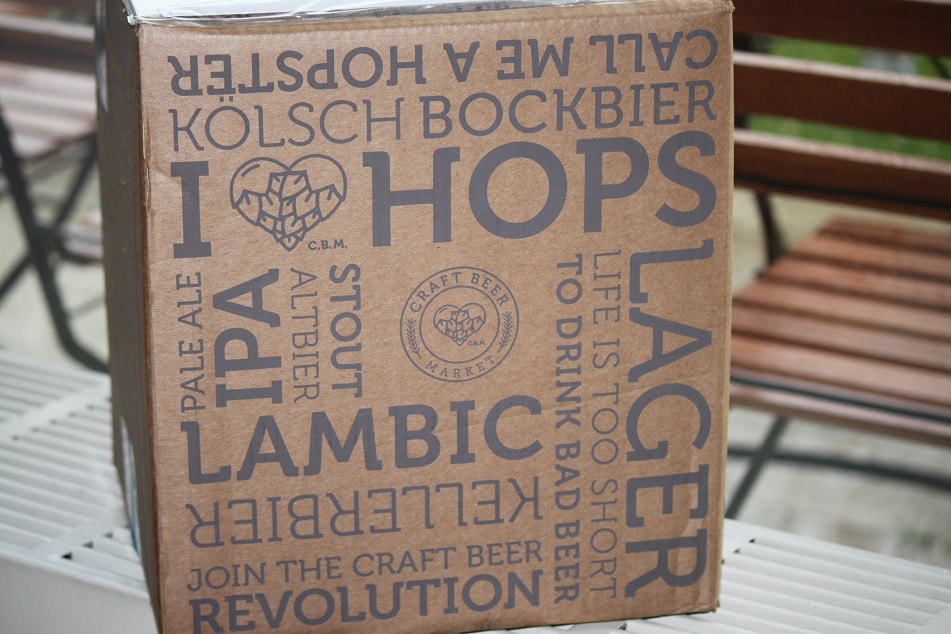 CALL ME A HOPSTER
KÖLSCH BOCKBIER
I HOPS
C.B.M.
PALE ALE
IPA
ALTBIER
STOUT
CRAFT BEER
C.B.M.
MARKET
TO DRINK BAD BEER
LIFE IS TOO SHORT
LAGER
LAMBIC
KELLERBIER
JOIN THE CRAFT BEER
REVOLUTION